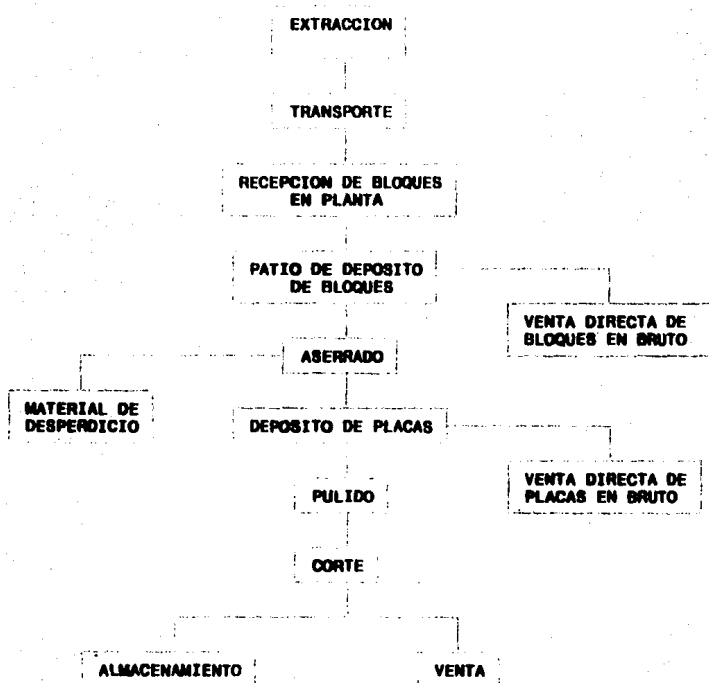 EXTRACCION
TRANSPORTE
RECEPCION DE BLOQUES
EN PLANTA
PATIO DE DEPOSITO
DE BLOQUES
VENTA DIRECTA DE
BLOQUES EN BRUTO
ASERRADO
MATERIAL DE
DESPERDICIO
DEPOSITO DE PLACAS
VENTA DIRECTA DE
PLACAS EN BRUTO
PULIDO
CORTE
ALMACENAMIENTO
VENTA